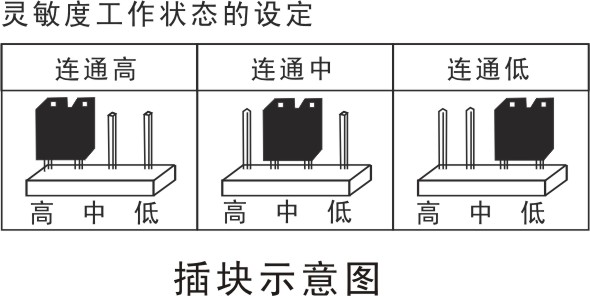 灵敏度工作状态的设定
连通高 连通中 连通低
高 中 低 高 中 低 高 中 低
插块示意图